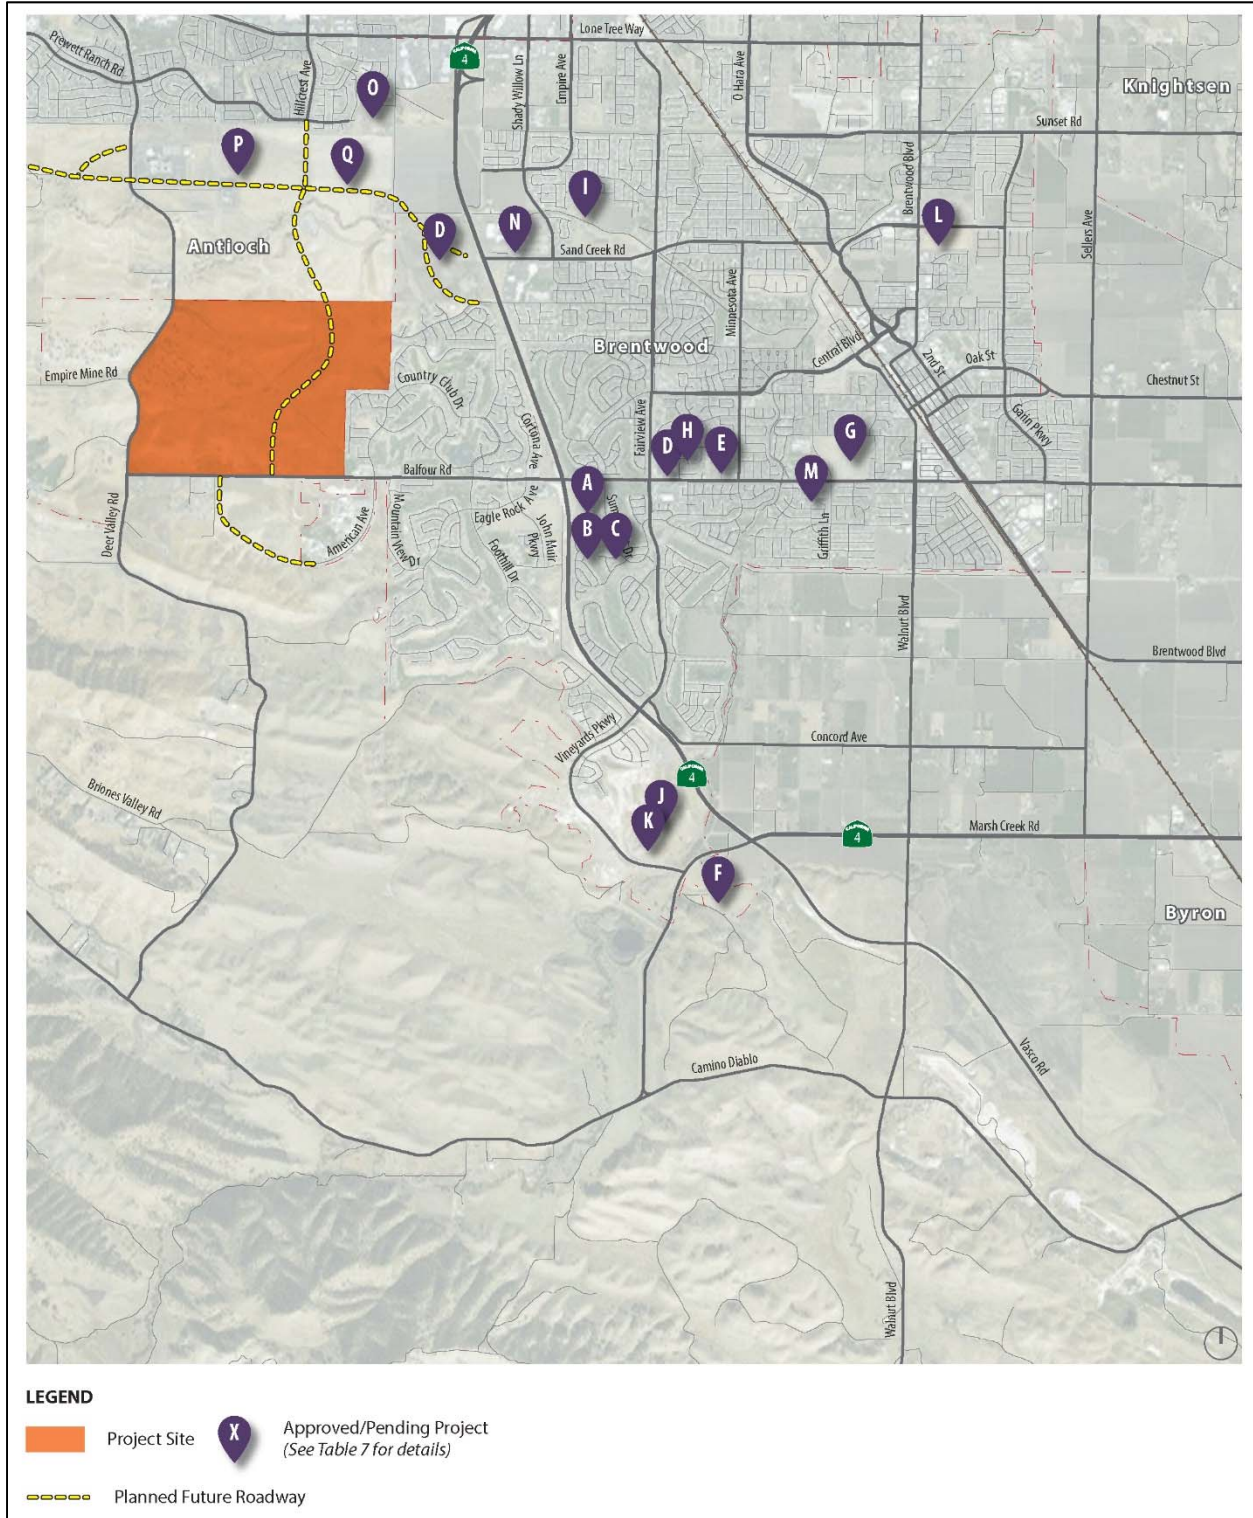 Lone Tree Way
Prewett Ranch Rd
Hillcrest Ave
CALIFORNIA
4
Shady Willow Ln
Empire Ave
O Hara Ave
Knightsen
O
Sunset Rd
P
Q
Brentwood Blvd
I
L
Sellers Ave
D
N
Antioch
Sand Creek Rd
Minnesota Ave
Brentwood
Central Blvd
2nd St
Oak St
Empire Mine Rd
Country Club Dr
Chestnut St
Cortona Ave
Fairview Ave
Garin Pkwy
D
H
E
G
Balfour Rd
A
M
Deer Valley Rd
American Ave
Mountain View Dr
Eagle Rock Ave
John Muir Pkwy
Foothill Dr
B
C
Dr
Griffith Ln
Walnut Blvd
Brentwood Blvd
Vineyards Pkwy
Concord Ave
CALIFORNIA
4
J
Briones Valley Rd
K
CALIFORNIA
4
Marsh Creek Rd
F
Byron
Camino Diablo
Vasco Rd
Walnut Blvd
LEGEND
Project Site
X
Approved/Pending Project
(See Table 7 for details)
Planned Future Roadway